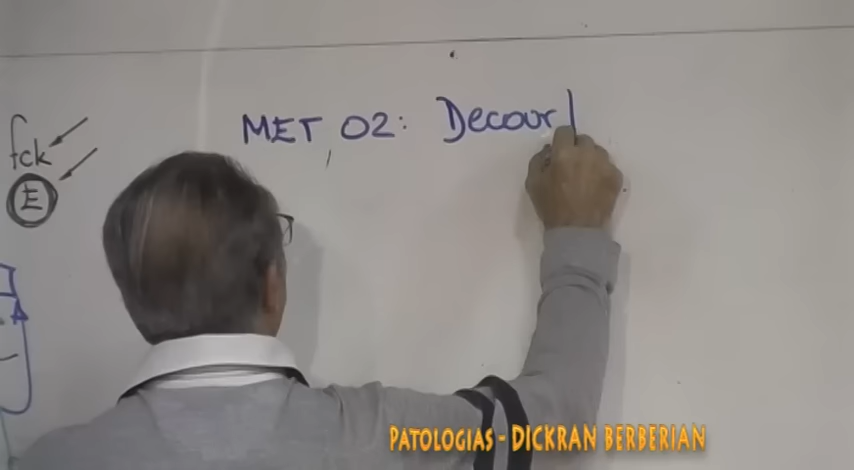 MET 02: Decour
fck
E
A
PATOLOGIAS - DICKRAN BERBERIAN